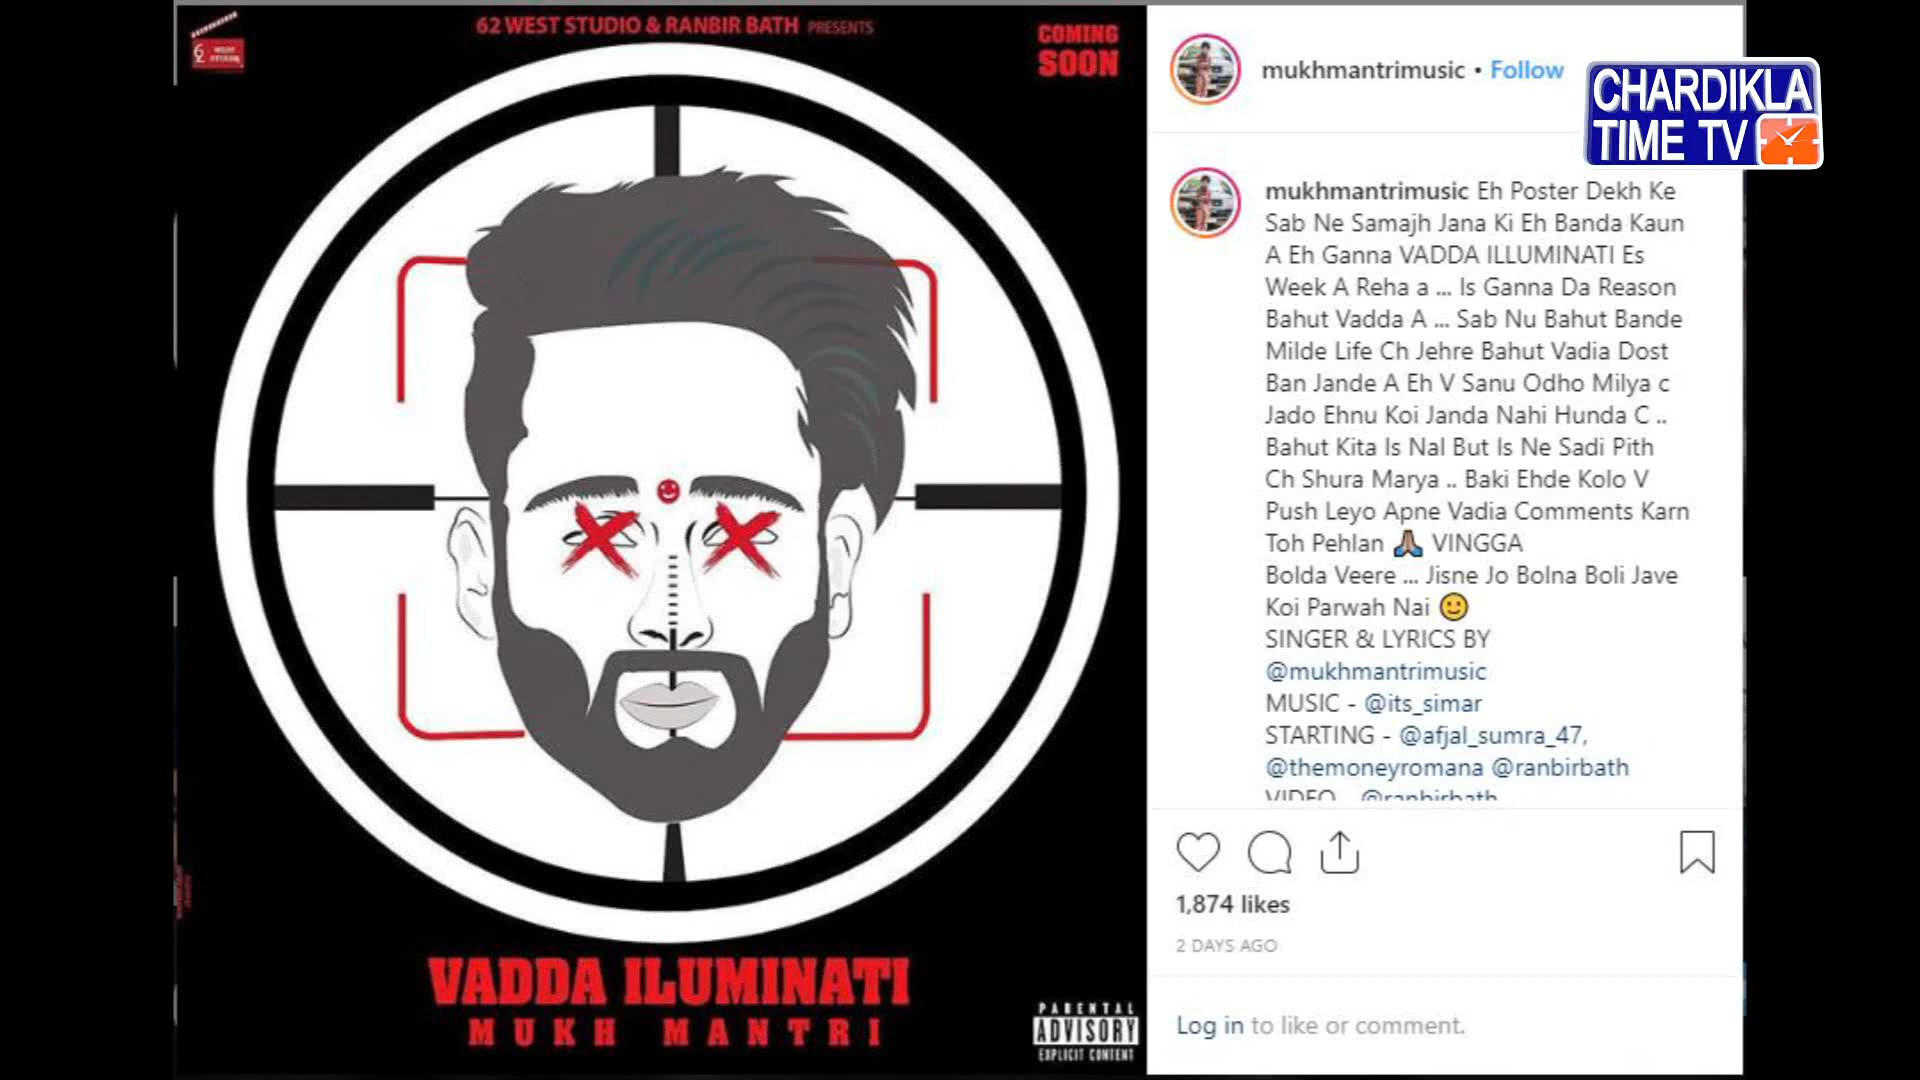 62 WEST STUDIO & RANBIR BATH PRESENTS
COMING
SOON
VADDA ILUMINATI
MUKH MANTRI
PARENTAL
ADVISORY
EXPLICIT CONTENT
mukhmantrimusic • Follow
CHARDIKLA
TIME TV
mukhmantrimusic Eh Poster Dekh Ke
Sab Ne Samajh Jana Ki Eh Banda Kaun
A Eh Ganna VADDA ILLUMINATI Es
Week A Reha a ... Is Ganna Da Reason
Bahut Vadda A ... Sab Nu Bahut Bande
Milde Life Ch Jehre Bahut Vadia Dost
Ban Jande A Eh V Sanu Odho Milya c
Jado Ehnu Koi Janda Nahi Hunda C ..
Bahut Kita Is Nal But Is Ne Sadi Pith
Ch Shura Marya .. Baki Ehde Kolo V
Push Leyo Apne Vadia Comments Karn
Toh Pehlan 🙏🏽 VINGGA
Bolda Veere ... Jisne Jo Bolna Boli Jave
Koi Parwah Nai 🙂
SINGER & LYRICS BY
@mukhmantrimusic
MUSIC - @its_simar
STARTING - @afjal_sumra_47,
@themoneyromana @ranbirbath
VIDEO - @ranbirbath
1,874 likes
2 DAYS AGO
Log in to like or comment.